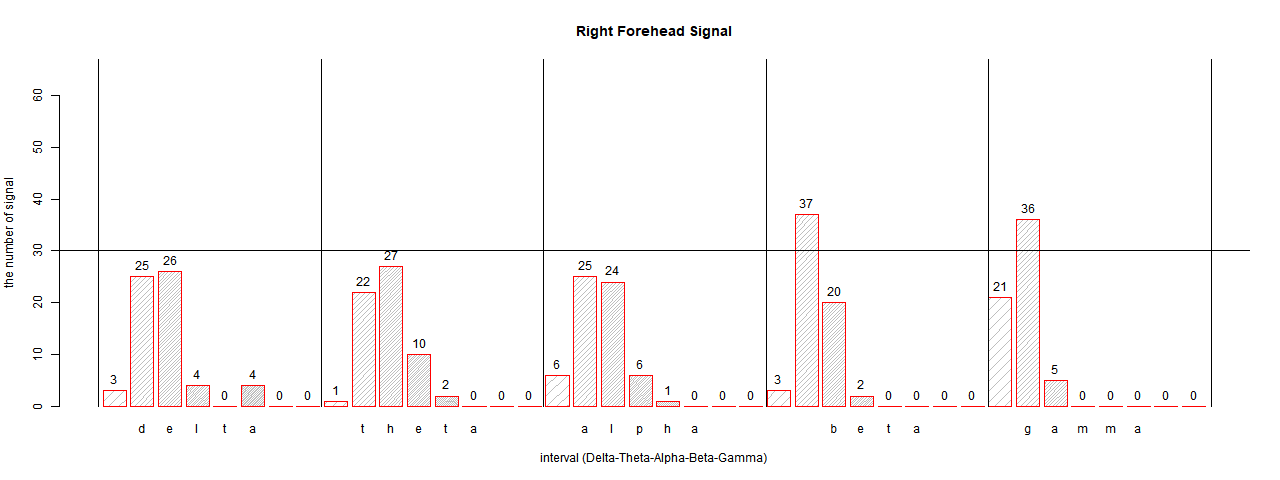 Right Forehead Signal
the number of signal
60
50
40
30
20
10
0
3 25 26 4 0 4 0 0
1 22 27 10 2 0 0 0
6 25 24 6 1 0 0 0
3 37 20 2 0 0 0 0
21 36 5 0 0 0 0 0
d e l t a t h e t a a l p h a b e t a g a m m a
interval (Delta-Theta-Alpha-Beta-Gamma)